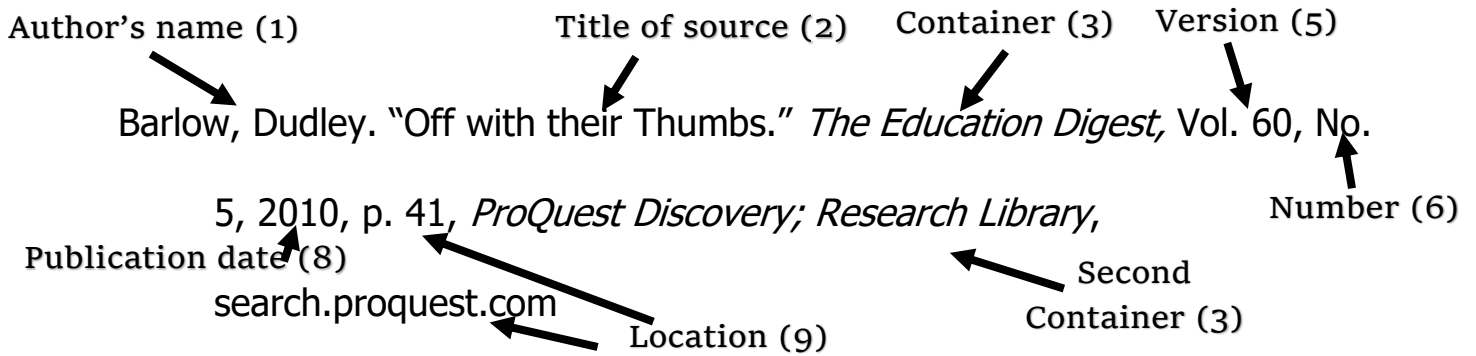 Author's name (1) Title of source (2) Container (3) Version (5)
Barlow, Dudley. “Off with their Thumbs.” The Education Digest, Vol. 60, No.
5, 2010, p. 41, ProQuest Discovery; Research Library,
Number (6)
Publication date (8)
Second
search.proquest.com
Container (3)
Location (9)